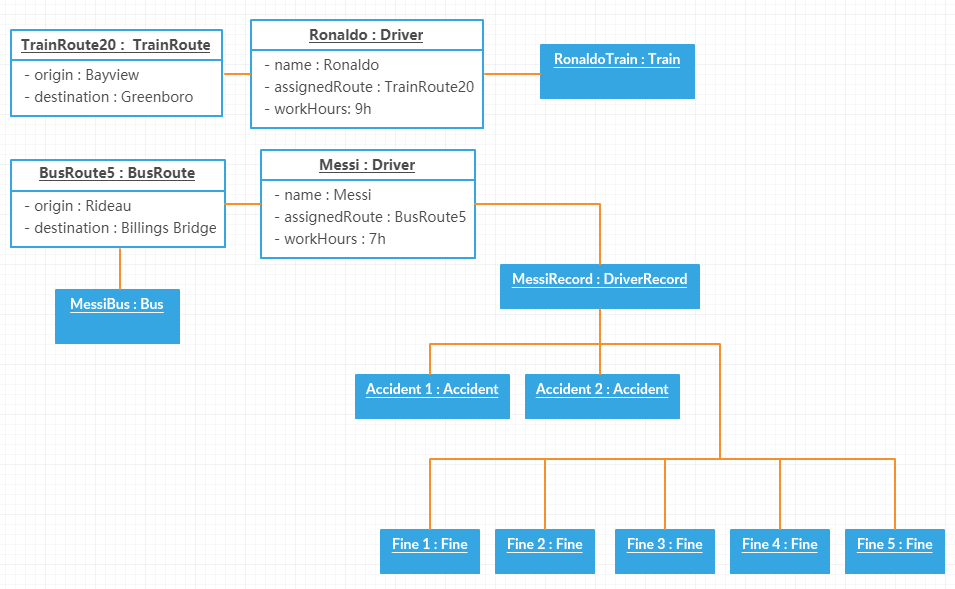 TrainRoute20 : TrainRoute
- origin : Bayview
- destination : Greenboro
Ronaldo : Driver
- name : Ronaldo
- assignedRoute : TrainRoute20
- workHours: 9h
RonaldoTrain : Train
BusRoute5 : BusRoute
- origin : Rideau
- destination : Billings Bridge
Messi : Driver
- name : Messi
- assignedRoute : BusRoute5
- workHours : 7h
MessiBus : Bus
MessiRecord : DriverRecord
Accident 1 : Accident
Accident 2 : Accident
Fine 1 : Fine
Fine 2 : Fine
Fine 3 : Fine
Fine 4 : Fine
Fine 5 : Fine